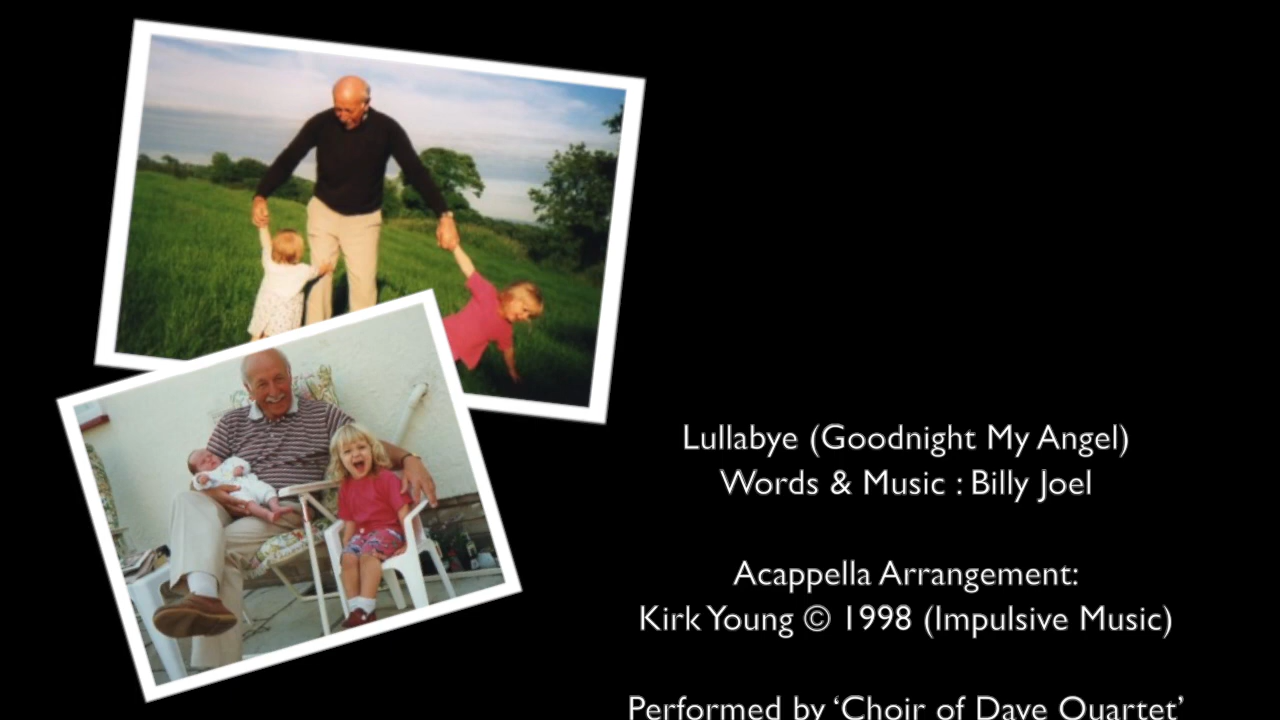 Lullabye (Goodnight My Angel)
Words & Music : Billy Joel
Acappella Arrangement:
Kirk Young © 1998 (Impulsive Music)
Performed by ‘Choir of Dave Quartet’